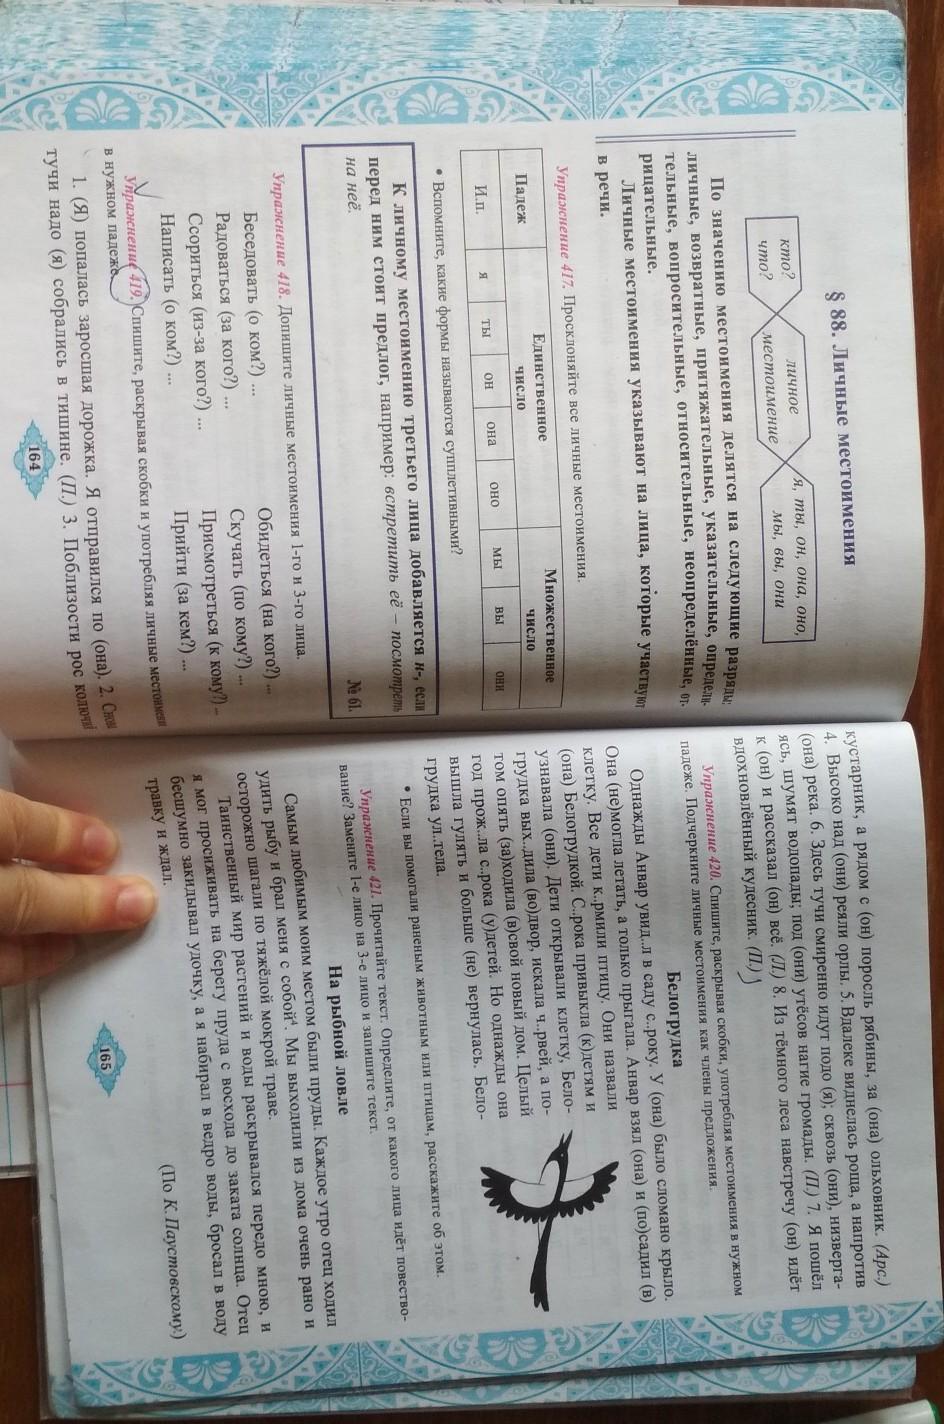 § 88. Личные местоимения
кто?
что?
личное
местоимение
я, ты, он, она, оно,
мы, вы, они
По значению местоимения делятся на следующие разряды:
личные, возвратные, притяжательные, указательные, определи-
тельные, вопросительные, относительные, неопределённые, от-
рицательные.
Личные местоимения указывают на лица, которые участвуют
в речи.
Упражнение 417. Просклоняйте все личные местоимения.
Падеж
Единственное
число
Множественное
число
И.п. я ты он она оно мы вы они
• Вспомните, какие формы называются супплетивными?
К личному местоимению третьего лица добавляется н-, если
перед ним стоит предлог, например: встретить её – посмотреть
на неё.
№ 61.
Упражнение 418. Допишите личные местоимения 1-го и 3-го лица.
Беседовать (о ком?) ... Обидеться (на кого?) ...
Радоваться (за кого?) ... Скучать (по кому?) ...
Ссориться (из-за кого?) ... Присмотреться (к кому?) ...
Написать (о ком?) ... Прийти (за кем?) ...
Упражнение 419. Спишите, раскрывая скобки и употребляя личные местоимения
в нужном падеже.
1. (Я) попалась заросшая дорожка. Я отправился по (она). 2. Снова
тучи надо (я) собрались в тишине. (П.) 3. Поблизости рос колючий
164
кустарник, а рядом с (он) поросль рябины, за (она) ольховник. (Арс.)
4. Высоко над (они) реяли орлы. 5. Вдалеке виднелась роща, а напротив
(она) река. 6. Здесь тучи смиренно идут подо (я); сквозь (они), низверга-
ясь, шумят водопады; под (они) утёсов нагие громады. (П.) 7. Я пошёл
к (он) и рассказал (он) всё. (Л.) 8. Из тёмного леса навстречу (он) идёт
вдохновлённый кудесник. (П.)
Упражнение 420. Спишите, раскрывая скобки, употребляя местоимения в нужном
падеже. Подчеркните личные местоимения как члены предложения.
Белогрудка
Однажды Анвар увид..л в саду с..року. У (она) было сломано крыло.
Она (не)могла летать, а только прыгала. Анвар взял (она) и (по)садил (в)
клетку. Все дети к..рмили птицу. Они назвали
(она) Белогрудкой. С..рока привыкла (к)детям и
узнавала (они) Дети открывали клетку, Бело-
грудка вых..дила (во)двор, искала ч..рвей, а по-
том опять (за)ходила (в)свой новый дом. Целый
год прож..ла с..рока (у)детей. Но однажды она
вышла гулять и больше (не) вернулась. Бело-
грудка ул..тела.
• Если вы помогали раненым животным или птицам, расскажите об этом.
Упражнение 421. Прочитайте текст. Определите, от какого лица идёт повество-
вание? Замените 1-е лицо на 3-е лицо и запишите текст.
На рыбной ловле
Самым любимым моим местом были пруды. Каждое утро отец ходил
удить рыбу и брал меня с собой⁴. Мы выходили из дома очень рано и
осторожно шагали по тяжёлой мокрой траве.
Таинственный мир растений и воды раскрывался передо мною, и
я мог просиживать на берегу пруда с восхода до заката солнца. Отец
бесшумно закидывал удочку, а я набирал в ведро воды, бросал в воду
травку и ждал.
(По К.Паустовскому.)
165